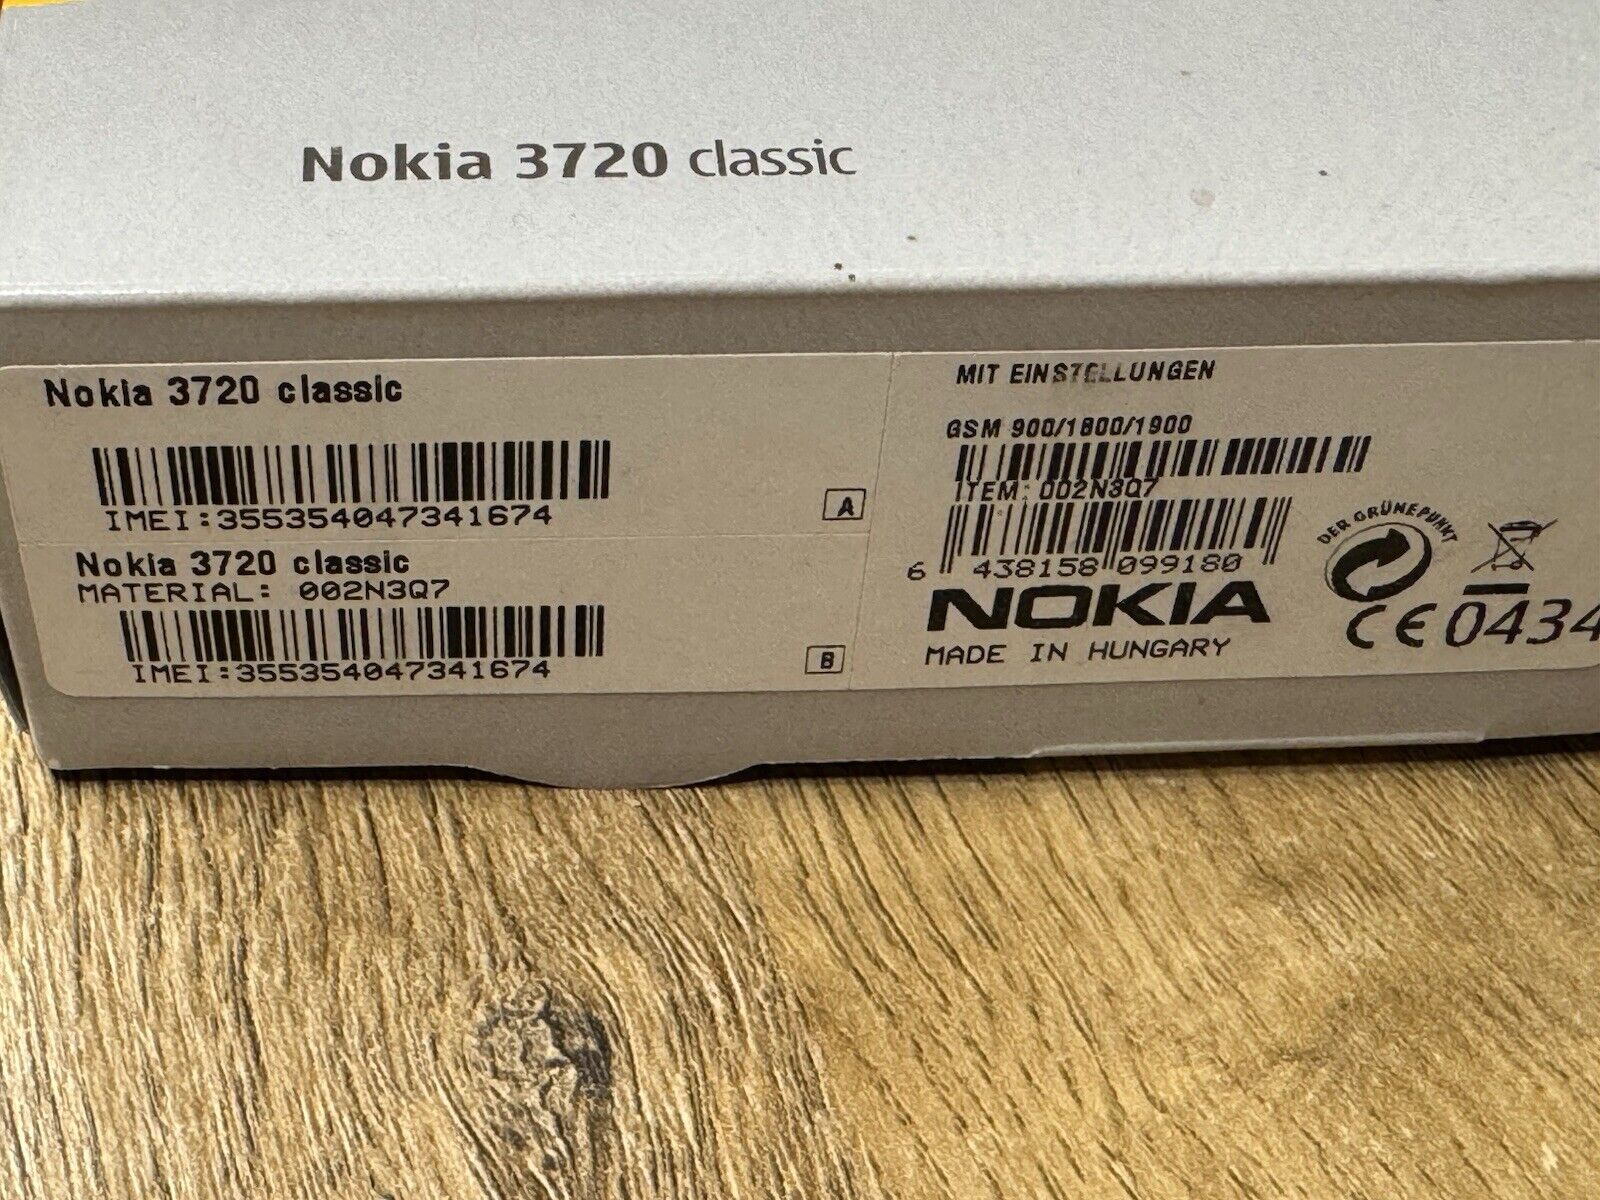 Nokia 3720 classic
Nokia 3720 classic
IMEI:355354047341674
A
Nokia 3720 classic
MATERIAL: 002N3Q7
IMEI:355354047341674
B
MIT EINSTELLUNGEN
GSM 900/1800/1900
ITEM: 002N3Q7
6 438158 099180
NOKIA
MADE IN HUNGARY
DER GRÜNE PUNKT
CE 0434